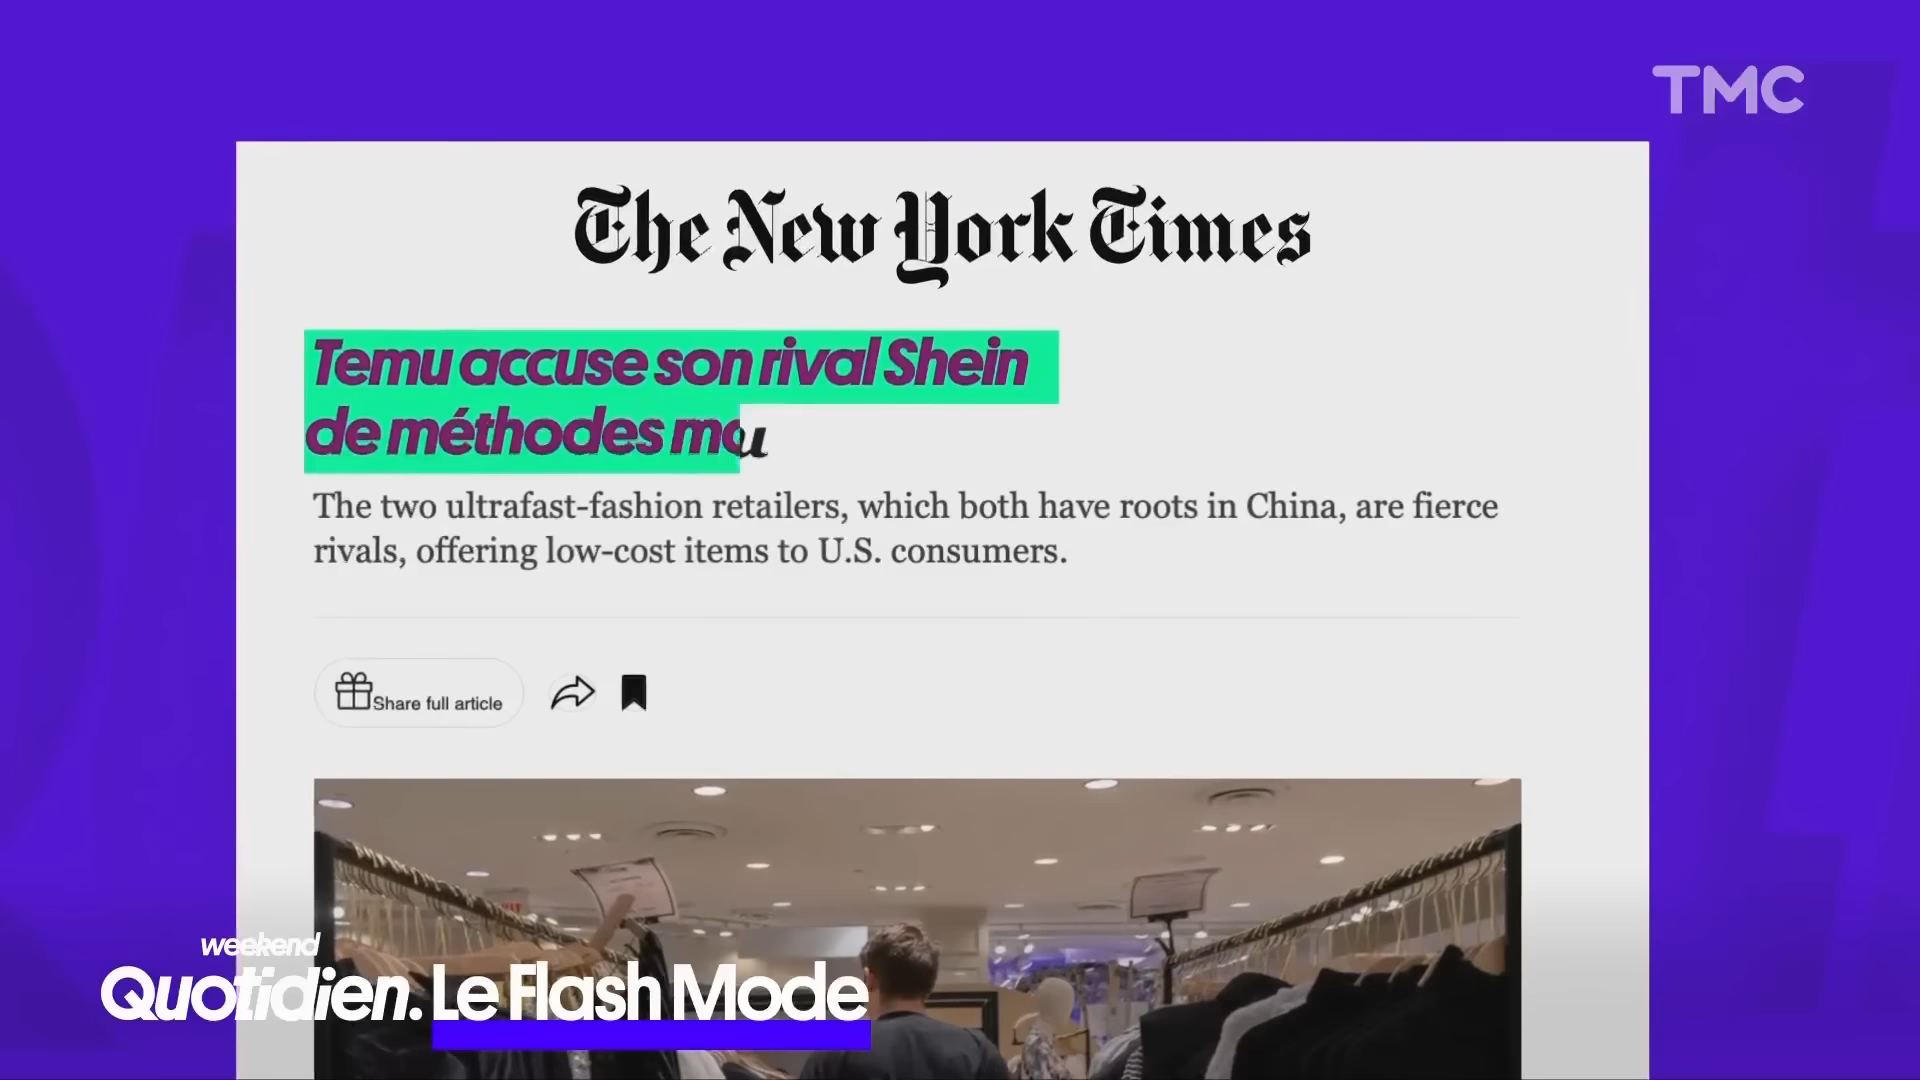 TMC
The New York Times
Temu accuse son rival Shein
de méthodes mau
The two ultrafast-fashion retailers, which both have roots in China, are fierce
rivals, offering low-cost items to U.S. consumers.
Share full article
weekend
Quotidien. Le Flash Mode